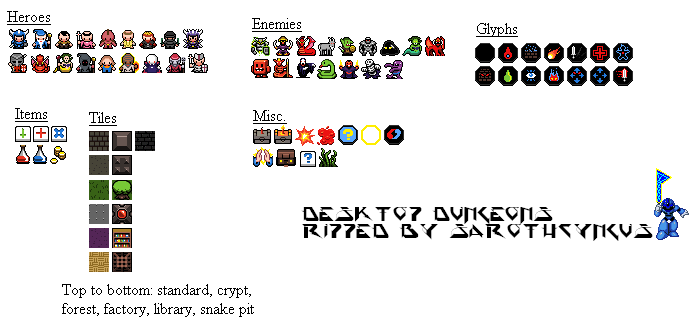 Heroes
Enemies
Glyphs
Items
Tiles
Misc.
DESKTOP DUNGEONS
RIPPED BY SAROTHCYNCUS
Top to bottom: standard, crypt,
forest, factory, library, snake pit